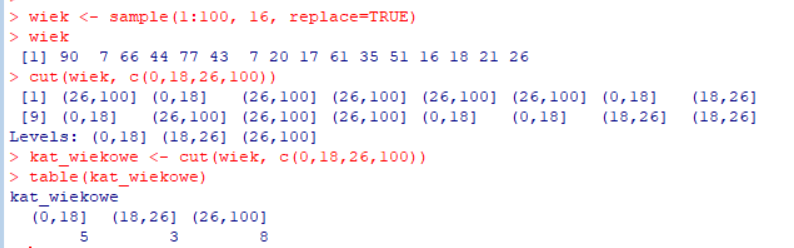 > wiek <- sample(1:100, 16, replace=TRUE)
> wiek
[1] 90 7 66 44 77 43 7 20 17 61 35 51 16 18 21 26
> cut(wiek, c(0,18,26,100))
[1] (26,100] (0,18] (26,100] (26,100] (26,100] (26,100] (0,18] (18,26]
[9] (0,18] (26,100] (26,100] (26,100] (0,18] (0,18] (18,26] (18,26]
Levels: (0,18] (18,26] (26,100]
> kat_wiekowe <- cut(wiek, c(0,18,26,100))
> table(kat_wiekowe)
kat_wiekowe
(0,18] (18,26] (26,100]
5 3 8